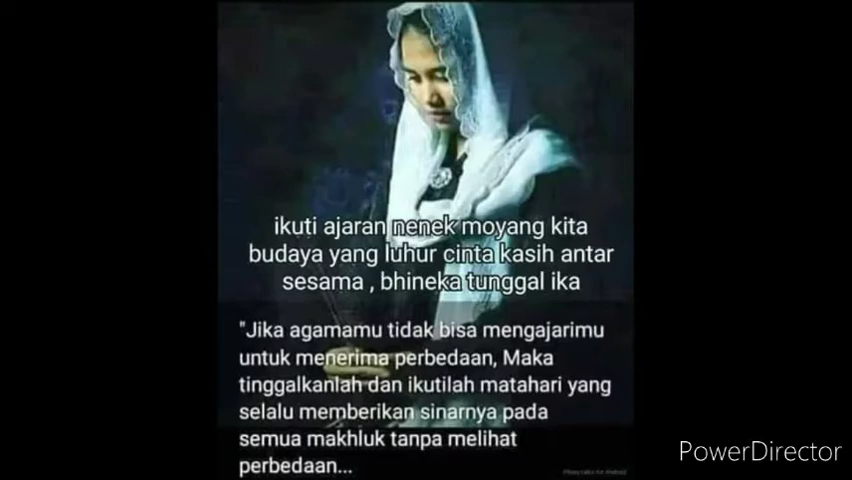 ikuti ajaran nenek moyang kita
budaya yang luhur cinta kasih antar
sesama , bhineka tunggal ika
"Jika agamamu tidak bisa mengajarimu
untuk menerima perbedaan, Maka
tinggalkanlah dan ikutilah matahari yang
selalu memberikan sinarnya pada
semua makhluk tanpa melihat
perbedaan...
PowerDirector